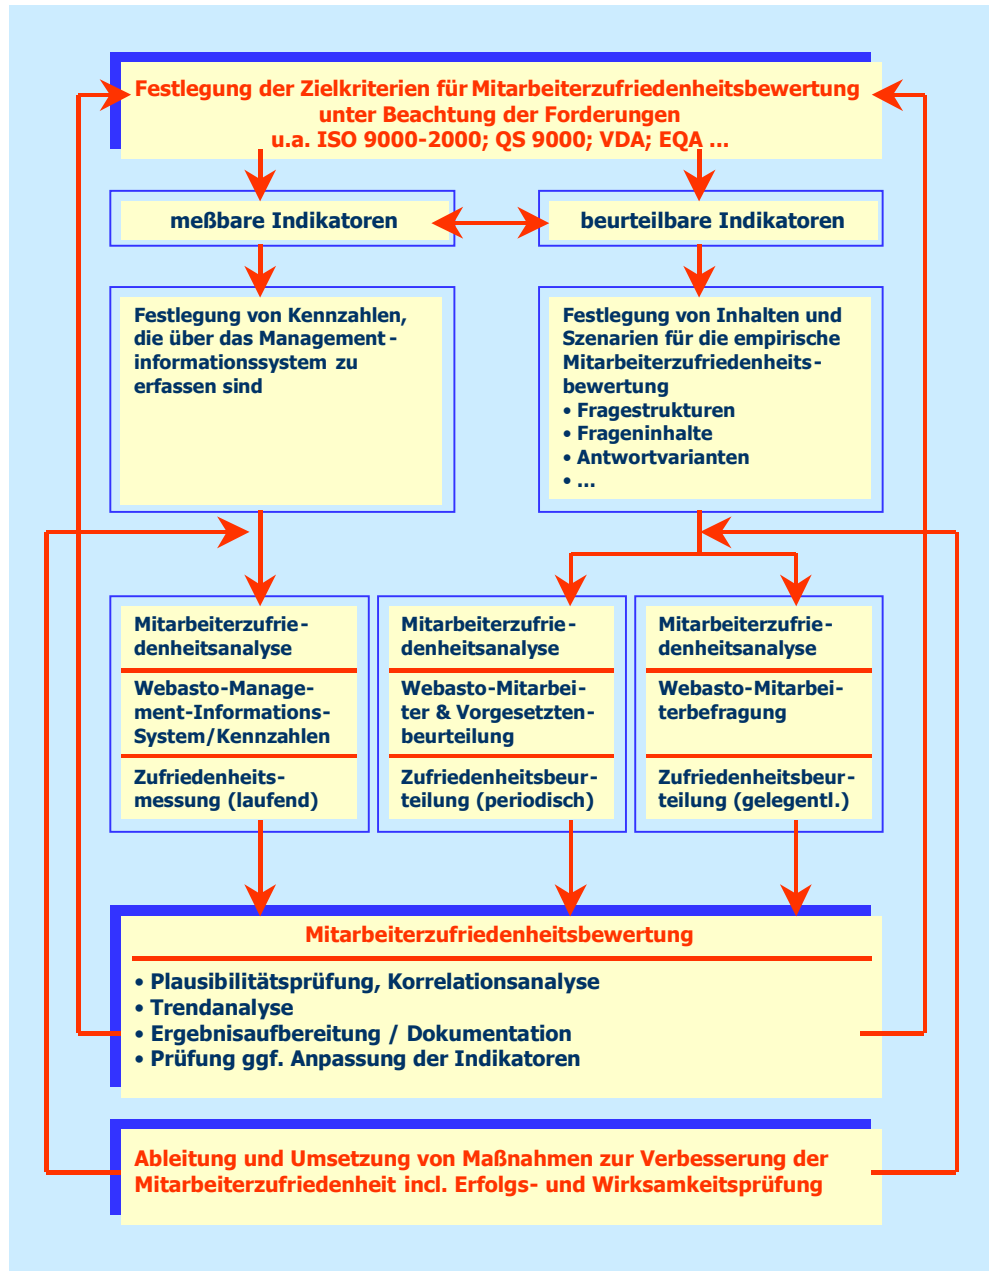 Festlegung der Zielkriterien für Mitarbeiterzufriedenheitsbewertung
unter Beachtung der Forderungen
u.a. ISO 9000-2000; QS 9000; VDA; EQA ...
meßbare Indikatoren
beurteilbare Indikatoren
Festlegung von Kennzahlen,
die über das Management-
informationssystem zu
erfassen sind
Festlegung von Inhalten und
Szenarien für die empirische
Mitarbeiterzufriedenheits-
bewertung
• Fragestrukturen
• Frageninhalte
• Antwortvarianten
• ...
Mitarbeiterzufrie-
denheitsanalyse
Webasto-Manage-
ment-Informations-
System/Kennzahlen
Zufriedenheits-
messung (laufend)
Mitarbeiterzufrie-
denheitsanalyse
Webasto-Mitarbei-
ter & Vorgesetzten-
beurteilung
Zufriedenheitsbeur-
teilung (periodisch)
Mitarbeiterzufrie-
denheitsanalyse
Webasto-Mitarbei-
terbefragung
Zufriedenheitsbeur-
teilung (gelegentl.)
Mitarbeiterzufriedenheitsbewertung
• Plausibilitätsprüfung, Korrelationsanalyse
• Trendanalyse
• Ergebnisaufbereitung / Dokumentation
• Prüfung ggf. Anpassung der Indikatoren
Ableitung und Umsetzung von Maßnahmen zur Verbesserung der
Mitarbeiterzufriedenheit incl. Erfolgs- und Wirksamkeitsprüfung